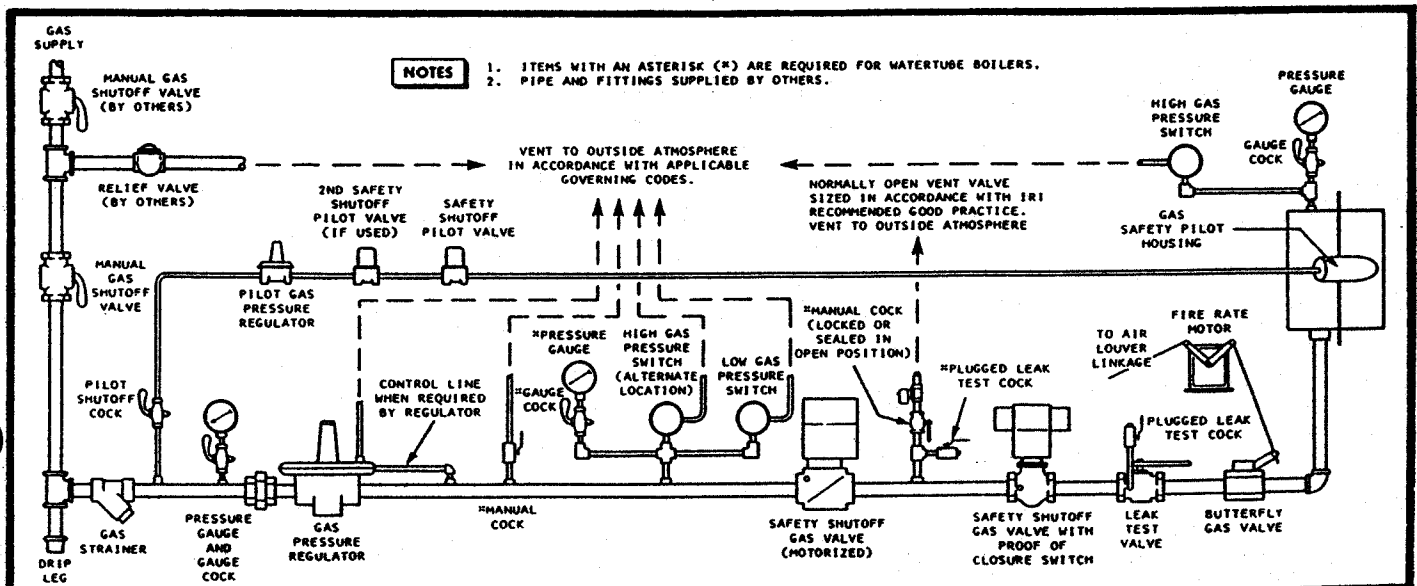 GAS
SUPPLY
MANUAL GAS
SHUTOFF VALVE
(BY OTHERS)
NOTES
1. ITEMS WITH AN ASTERISK (*) ARE REQUIRED FOR WATERTUBE BOILERS.
2. PIPE AND FITTINGS SUPPLIED BY OTHERS.
PRESSURE
GAUGE
HIGH GAS
PRESSURE
SWITCH
GAUGE
COCK
RELIEF VALVE
(BY OTHERS)
VENT TO OUTSIDE ATMOSPHERE
IN ACCORDANCE WITH APPLICABLE
GOVERNING CODES.
2ND SAFETY
SHUTOFF
PILOT VALVE
(IF USED)
SAFETY
SHUTOFF
PILOT VALVE
NORMALLY OPEN VENT VALVE
SIZED IN ACCORDANCE WITH IRI
RECOMMENDED GOOD PRACTICE.
VENT TO OUTSIDE ATMOSPHERE
GAS
SAFETY PILOT
HOUSING
MANUAL
GAS
SHUTOFF
VALVE
PILOT GAS
PRESSURE
REGULATOR
PILOT
SHUTOFF
COCK
CONTROL LINE
WHEN REQUIRED
BY REGULATOR
*PRESSURE
GAUGE
*GAUGE
COCK
HIGH GAS
PRESSURE
SWITCH
(ALTERNATE
LOCATION)
LOW GAS
PRESSURE
SWITCH
*MANUAL COCK
(LOCKED OR
SEALED IN
OPEN POSITION)
*PLUGGED LEAK
TEST COCK
TO AIR
LOUVER
LINKAGE
FIRE RATE
MOTOR
PLUGGED LEAK
TEST COCK
DRIP
LEG
GAS
STRAINER
PRESSURE
GAUGE
AND
GAUGE
COCK
GAS
PRESSURE
REGULATOR
*MANUAL
COCK
SAFETY SHUTOFF
GAS VALVE
(MOTORIZED)
SAFETY SHUTOFF
GAS VALVE WITH
PROOF OF
CLOSURE SWITCH
LEAK
TEST
VALVE
BUTTERFLY
GAS VALVE